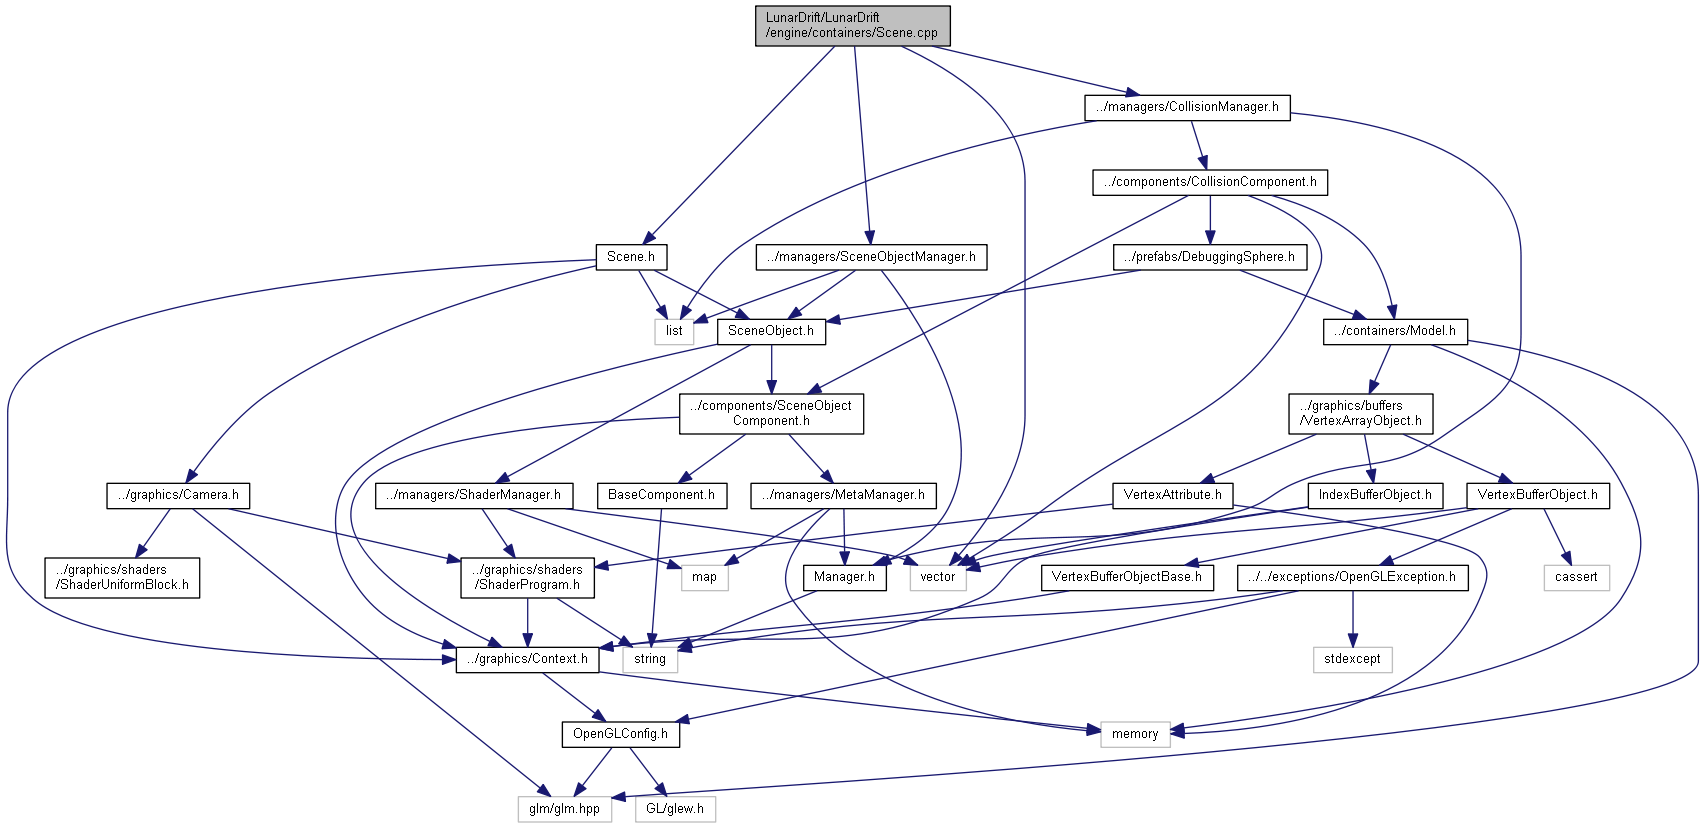 LunarDrift/LunarDrift
/engine/containers/Scene.cpp
../managers/CollisionManager.h
../components/CollisionComponent.h
Scene.h
../managers/SceneObjectManager.h
../prefabs/DebuggingSphere.h
list
SceneObject.h
../containers/Model.h
../components/SceneObject
Component.h
../graphics/buffers
/VertexArrayObject.h
../graphics/Camera.h
../managers/ShaderManager.h
BaseComponent.h
../managers/MetaManager.h
VertexAttribute.h
IndexBufferObject.h
VertexBufferObject.h
../graphics/shaders
/ShaderUniformBlock.h
../graphics/shaders
/ShaderProgram.h
map
Manager.h
vector
VertexBufferObjectBase.h
../../exceptions/OpenGLException.h
cassert
../graphics/Context.h
string
stdexcept
OpenGLConfig.h
memory
glm/glm.hpp
GL/glew.h